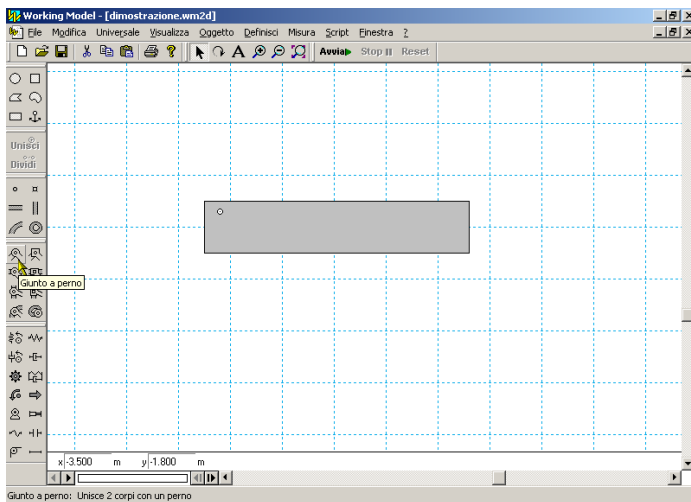 Working Model - [dimostrazione.wm2d]
File Modifica Universale Visualizza Oggetto Definisci Misura Script Finestra ?
A Avvia Stop Reset
Unisci
Dividi
Giunto a perno
x -3.500 m y -1.800 m
Giunto a perno: Unisce 2 corpi con un perno